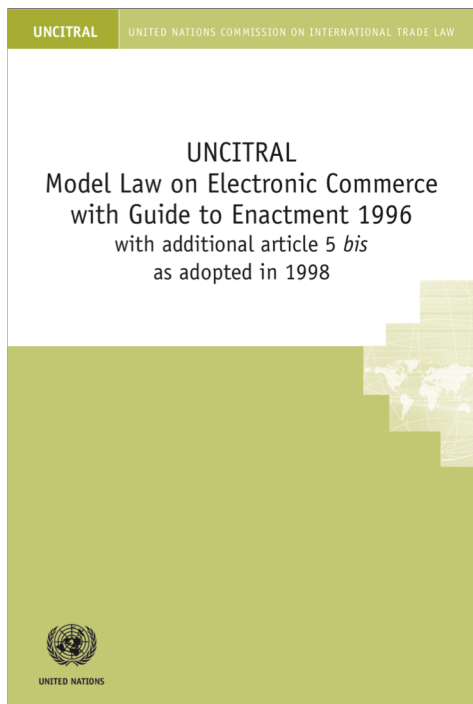 UNCITRAL
UNITED NATIONS COMMISSION ON INTERNATIONAL TRADE LAW
UNCITRAL
Model Law on Electronic Commerce
with Guide to Enactment 1996
with additional article 5 bis
as adopted in 1998
UNITED NATIONS